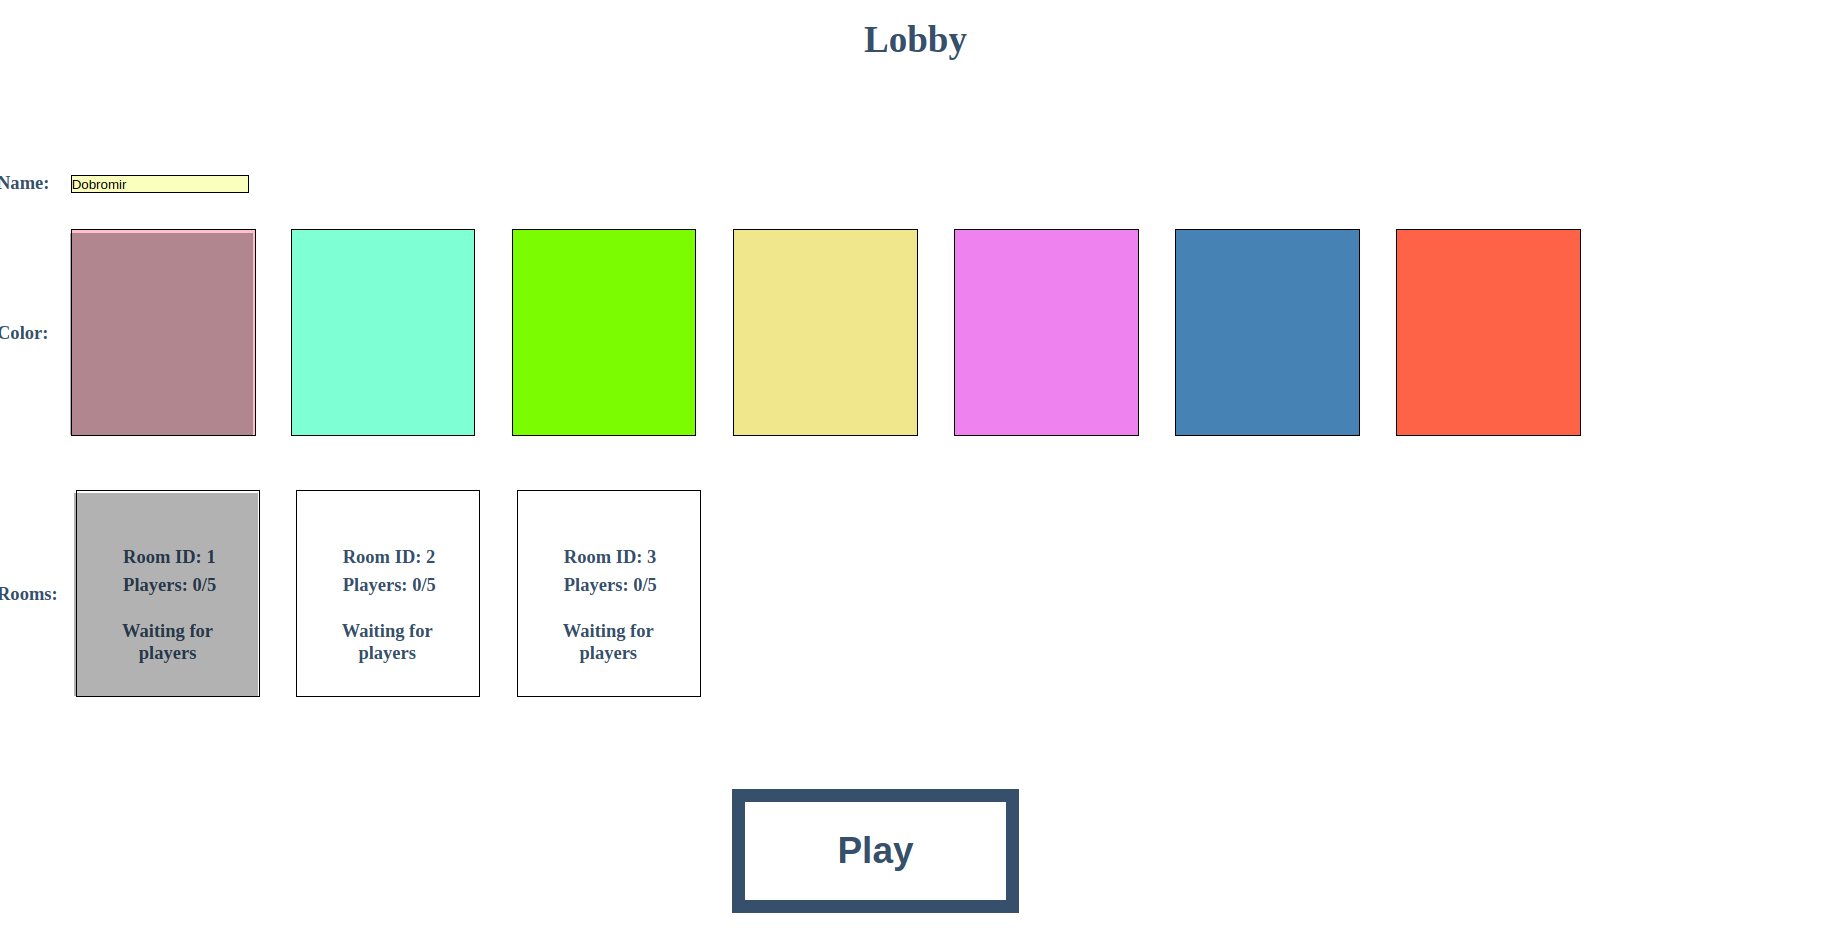 Lobby
Name: Dobromir
Color:
Rooms:
Room ID: 1
Players: 0/5
Waiting for
players
Room ID: 2
Players: 0/5
Waiting for
players
Room ID: 3
Players: 0/5
Waiting for
players
Play